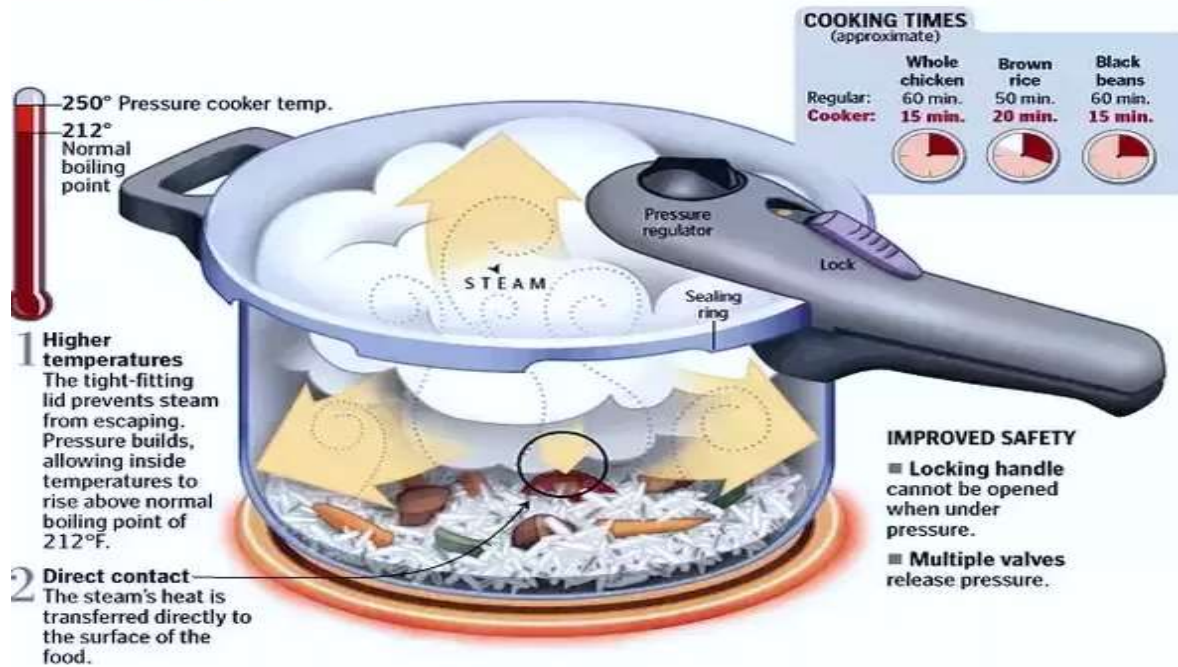 COOKING TIMES
(approximate)
Whole chicken
Brown rice
Black beans
Regular: 60 min. 50 min. 60 min.
Cooker: 15 min. 20 min. 15 min.
250° Pressure cooker temp.
212°
Normal
boiling
point
Pressure
regulator
Lock
STEAM
Sealing
ring
1 Higher
temperatures
The tight-fitting
lid prevents steam
from escaping.
Pressure builds,
allowing inside
temperatures to
rise above normal
boiling point of
212°F.
2 Direct contact
The steam's heat is
transferred directly to
the surface of the
food.
IMPROVED SAFETY
■ Locking handle
cannot be opened
when under
pressure.
■ Multiple valves
release pressure.